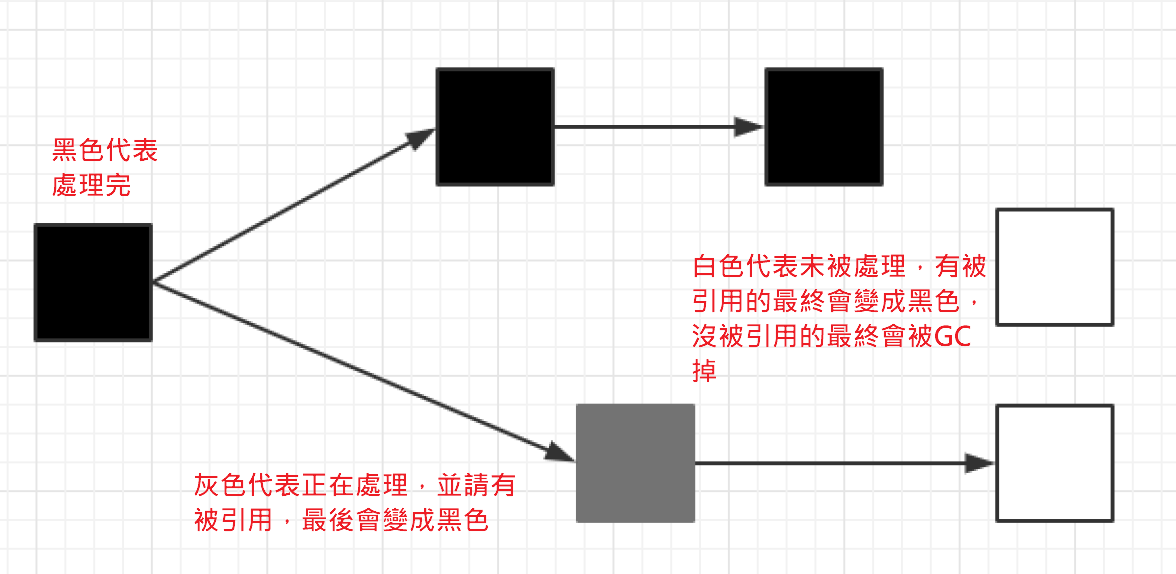 黑色代表
處理完
白色代表未被處理，有被
引用的最終會變成黑色，
沒被引用的最終會被GC
掉
灰色代表正在處理，並請有
被引用，最後會變成黑色